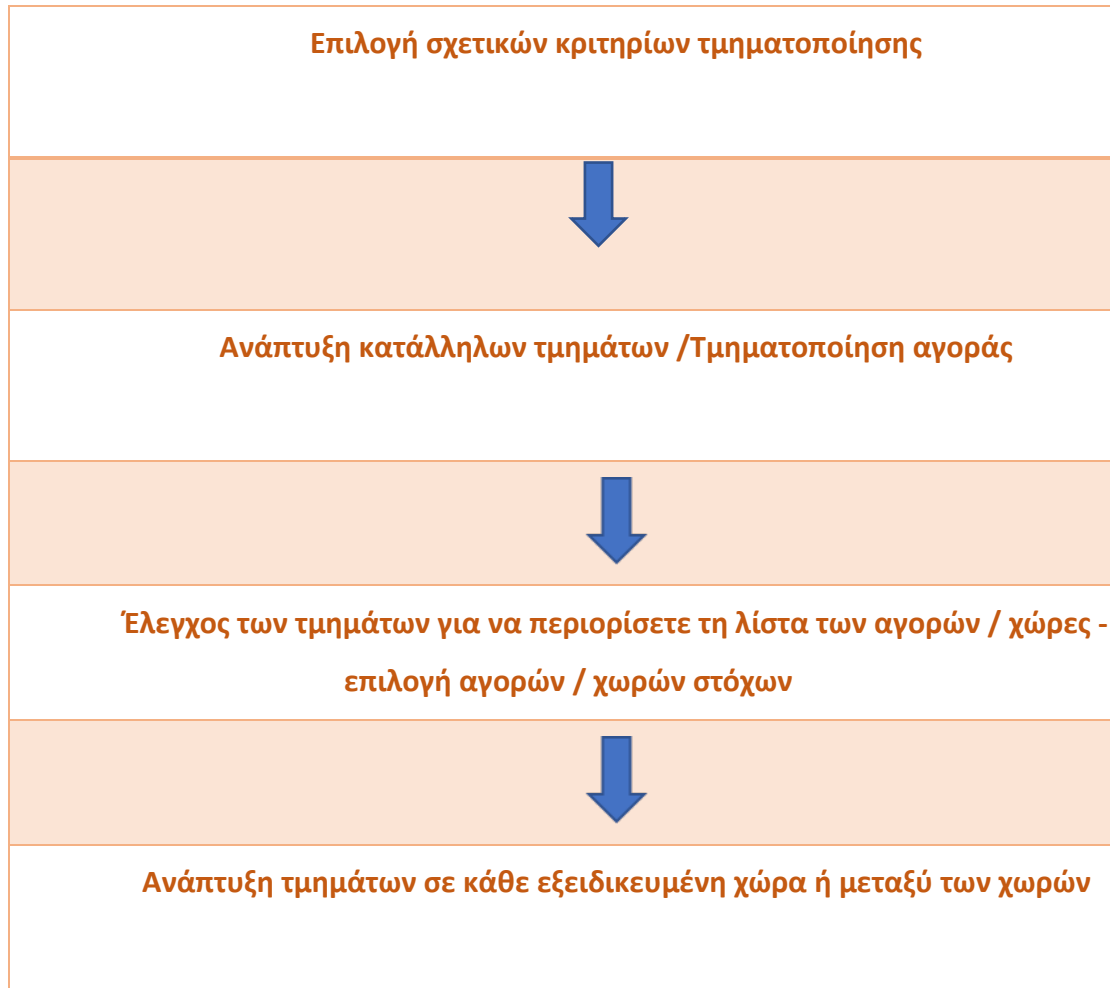 Επιλογή σχετικών κριτηρίων τμηματοποίησης
Ανάπτυξη κατάλληλων τμημάτων /Τμηματοποίηση αγοράς
Έλεγχος των τμημάτων για να περιορίσετε τη λίστα των αγορών / χώρες -
επιλογή αγορών / χωρών στόχων
Ανάπτυξη τμημάτων σε κάθε εξειδικευμένη χώρα ή μεταξύ των χωρών